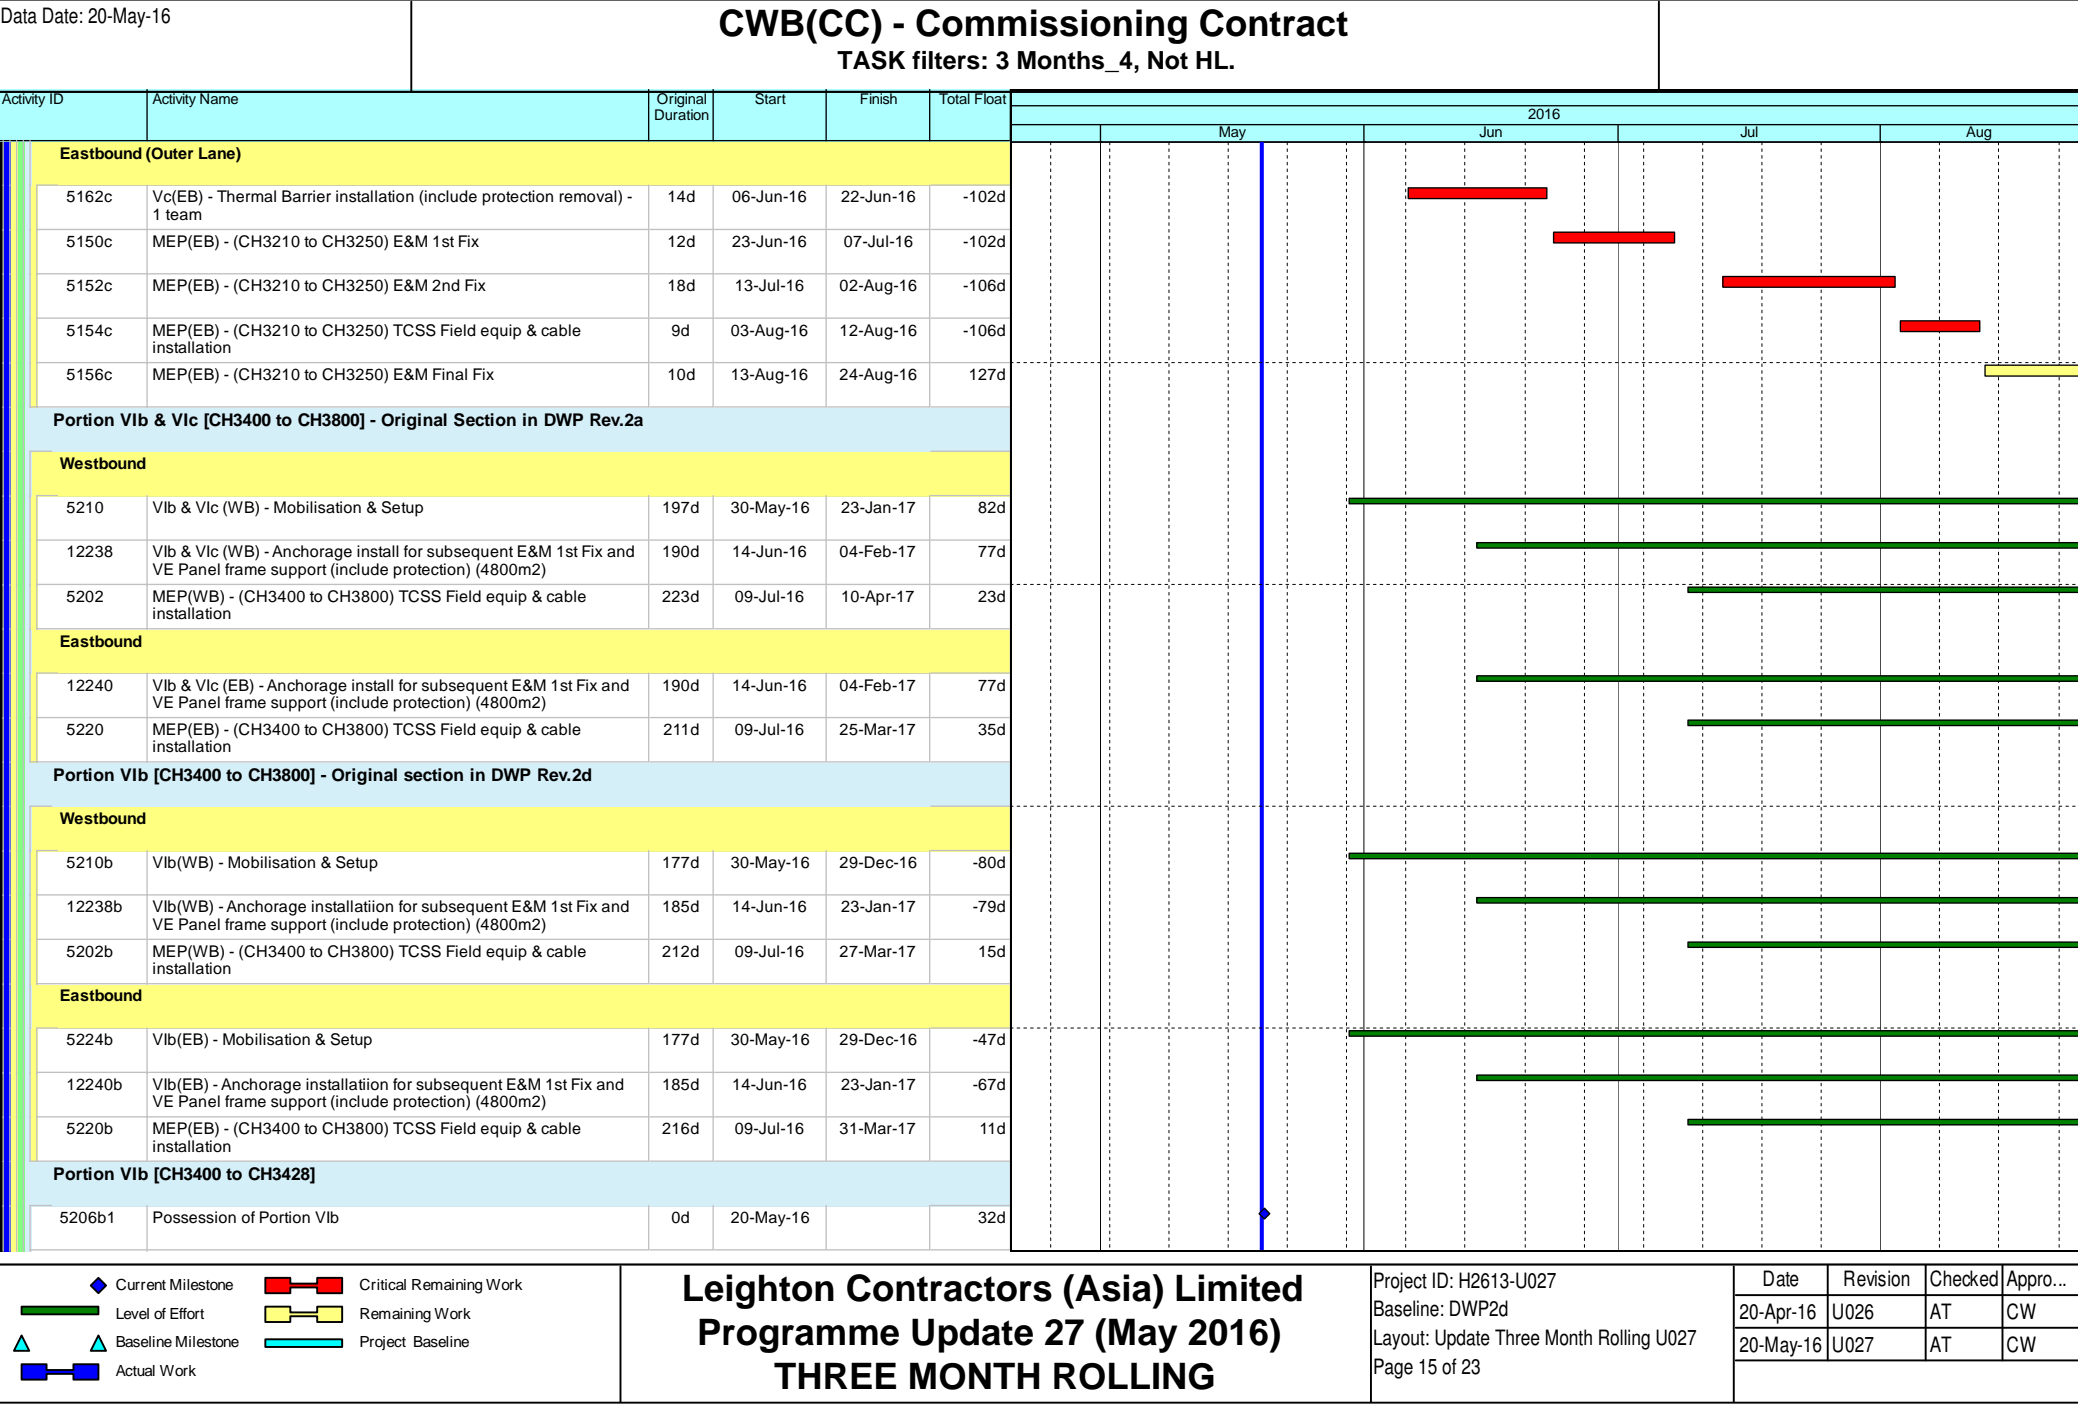 Data Date: 20-May-16
CWB(CC) - Commissioning Contract
TASK filters: 3 Months_4, Not HL.
Activity ID Activity Name Original Duration Start Finish Total Float
2016
May Jun Jul Aug
Eastbound (Outer Lane)
5162c Vc(EB) - Thermal Barrier installation (include protection removal) - 14d 06-Jun-16 22-Jun-16 -102d
1 team
5150c MEP(EB) - (CH3210 to CH3250) E&M 1st Fix 12d 23-Jun-16 07-Jul-16 -102d
5152c MEP(EB) - (CH3210 to CH3250) E&M 2nd Fix 18d 13-Jul-16 02-Aug-16 -106d
5154c MEP(EB) - (CH3210 to CH3250) TCSS Field equip & cable 9d 03-Aug-16 12-Aug-16 -106d
installation
5156c MEP(EB) - (CH3210 to CH3250) E&M Final Fix 10d 13-Aug-16 24-Aug-16 127d
Portion VIb & VIc [CH3400 to CH3800] - Original Section in DWP Rev.2a
Westbound
5210 VIb & VIc (WB) - Mobilisation & Setup 197d 30-May-16 23-Jan-17 82d
12238 VIb & VIc (WB) - Anchorage install for subsequent E&M 1st Fix and 190d 14-Jun-16 04-Feb-17 77d
VE Panel frame support (include protection) (4800m2)
5202 MEP(WB) - (CH3400 to CH3800) TCSS Field equip & cable 223d 09-Jul-16 10-Apr-17 23d
installation
Eastbound
12240 VIb & VIc (EB) - Anchorage install for subsequent E&M 1st Fix and 190d 14-Jun-16 04-Feb-17 77d
VE Panel frame support (include protection) (4800m2)
5220 MEP(EB) - (CH3400 to CH3800) TCSS Field equip & cable 211d 09-Jul-16 25-Mar-17 35d
installation
Portion VIb [CH3400 to CH3800] - Original section in DWP Rev.2d
Westbound
5210b VIb(WB) - Mobilisation & Setup 177d 30-May-16 29-Dec-16 -80d
12238b VIb(WB) - Anchorage installatiion for subsequent E&M 1st Fix and 185d 14-Jun-16 23-Jan-17 -79d
VE Panel frame support (include protection) (4800m2)
5202b MEP(WB) - (CH3400 to CH3800) TCSS Field equip & cable 212d 09-Jul-16 27-Mar-17 15d
installation
Eastbound
5224b VIb(EB) - Mobilisation & Setup 177d 30-May-16 29-Dec-16 -47d
12240b VIb(EB) - Anchorage installatiion for subsequent E&M 1st Fix and 185d 14-Jun-16 23-Jan-17 -67d
VE Panel frame support (include protection) (4800m2)
5220b MEP(EB) - (CH3400 to CH3800) TCSS Field equip & cable 216d 09-Jul-16 31-Mar-17 11d
installation
Portion VIb [CH3400 to CH3428]
5206b1 Possession of Portion VIb 0d 20-May-16 32d
Current Milestone Critical Remaining Work
Level of Effort Remaining Work
Baseline Milestone Project Baseline
Actual Work
Leighton Contractors (Asia) Limited
Programme Update 27 (May 2016)
THREE MONTH ROLLING
Project ID: H2613-U027
Baseline: DWP2d
Layout: Update Three Month Rolling U027
Page 15 of 23
Date Revision Checked Appro...
20-Apr-16 U026 AT CW
20-May-16 U027 AT CW